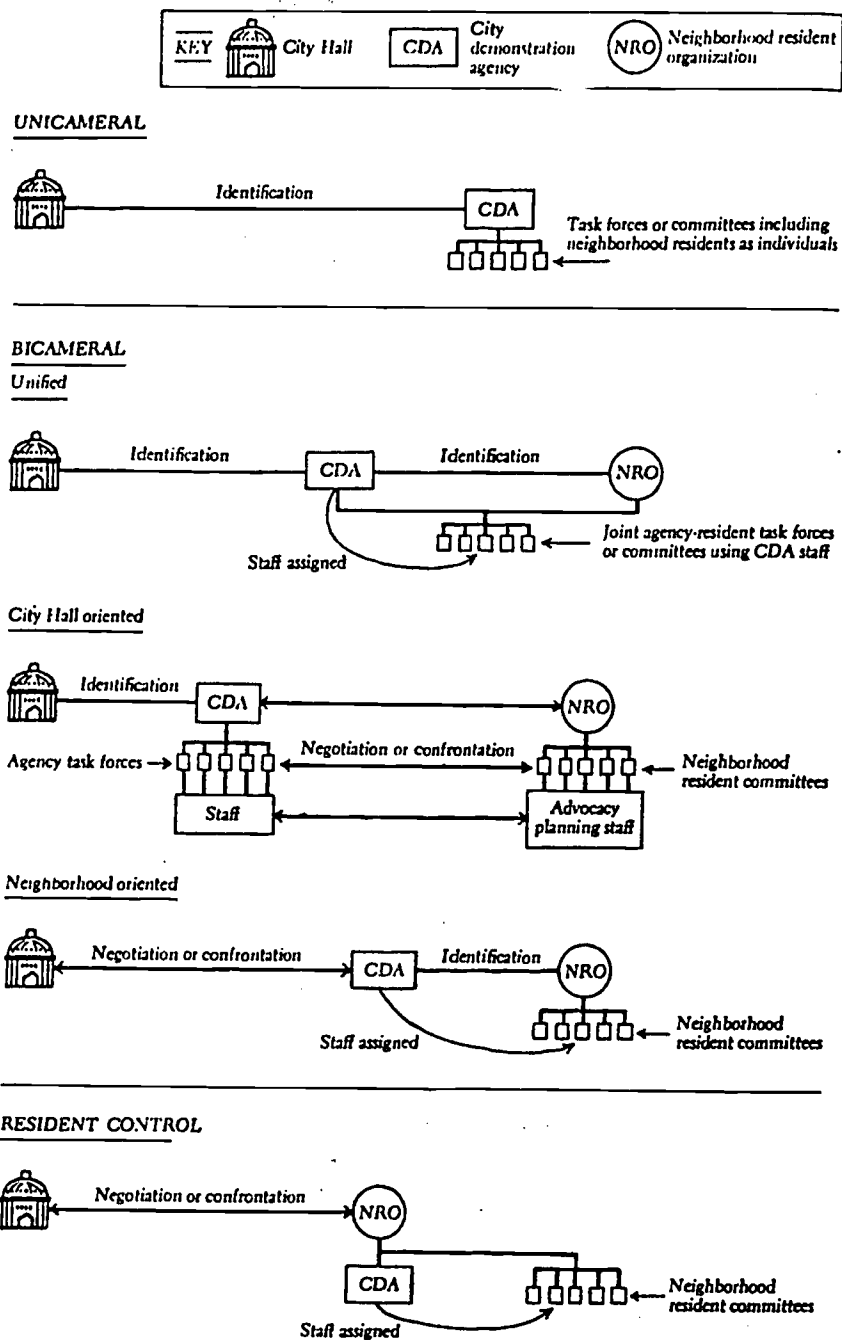 KEY
City Hall
CDA
City
demonstration
agency
NRO
Neighborhood resident
organization
UNICAMERAL
Identification
CDA
Task forces or committees including
neighborhood residents as individuals
BICAMERAL
Unified
Identification
CDA
Identification
NRO
Staff assigned
Joint agency-resident task forces
or committees using CDA staff
City Hall oriented
Identification
CDA
NRO
Agency task forces
Negotiation or confrontation
Neighborhood
resident committees
Staff
Advocacy
planning staff
Neighborhood oriented
Negotiation or confrontation
CDA
Identification
NRO
Staff assigned
Neighborhood
resident committees
RESIDENT CONTROL
Negotiation or confrontation
NRO
CDA
Neighborhood
resident committees
Staff assigned